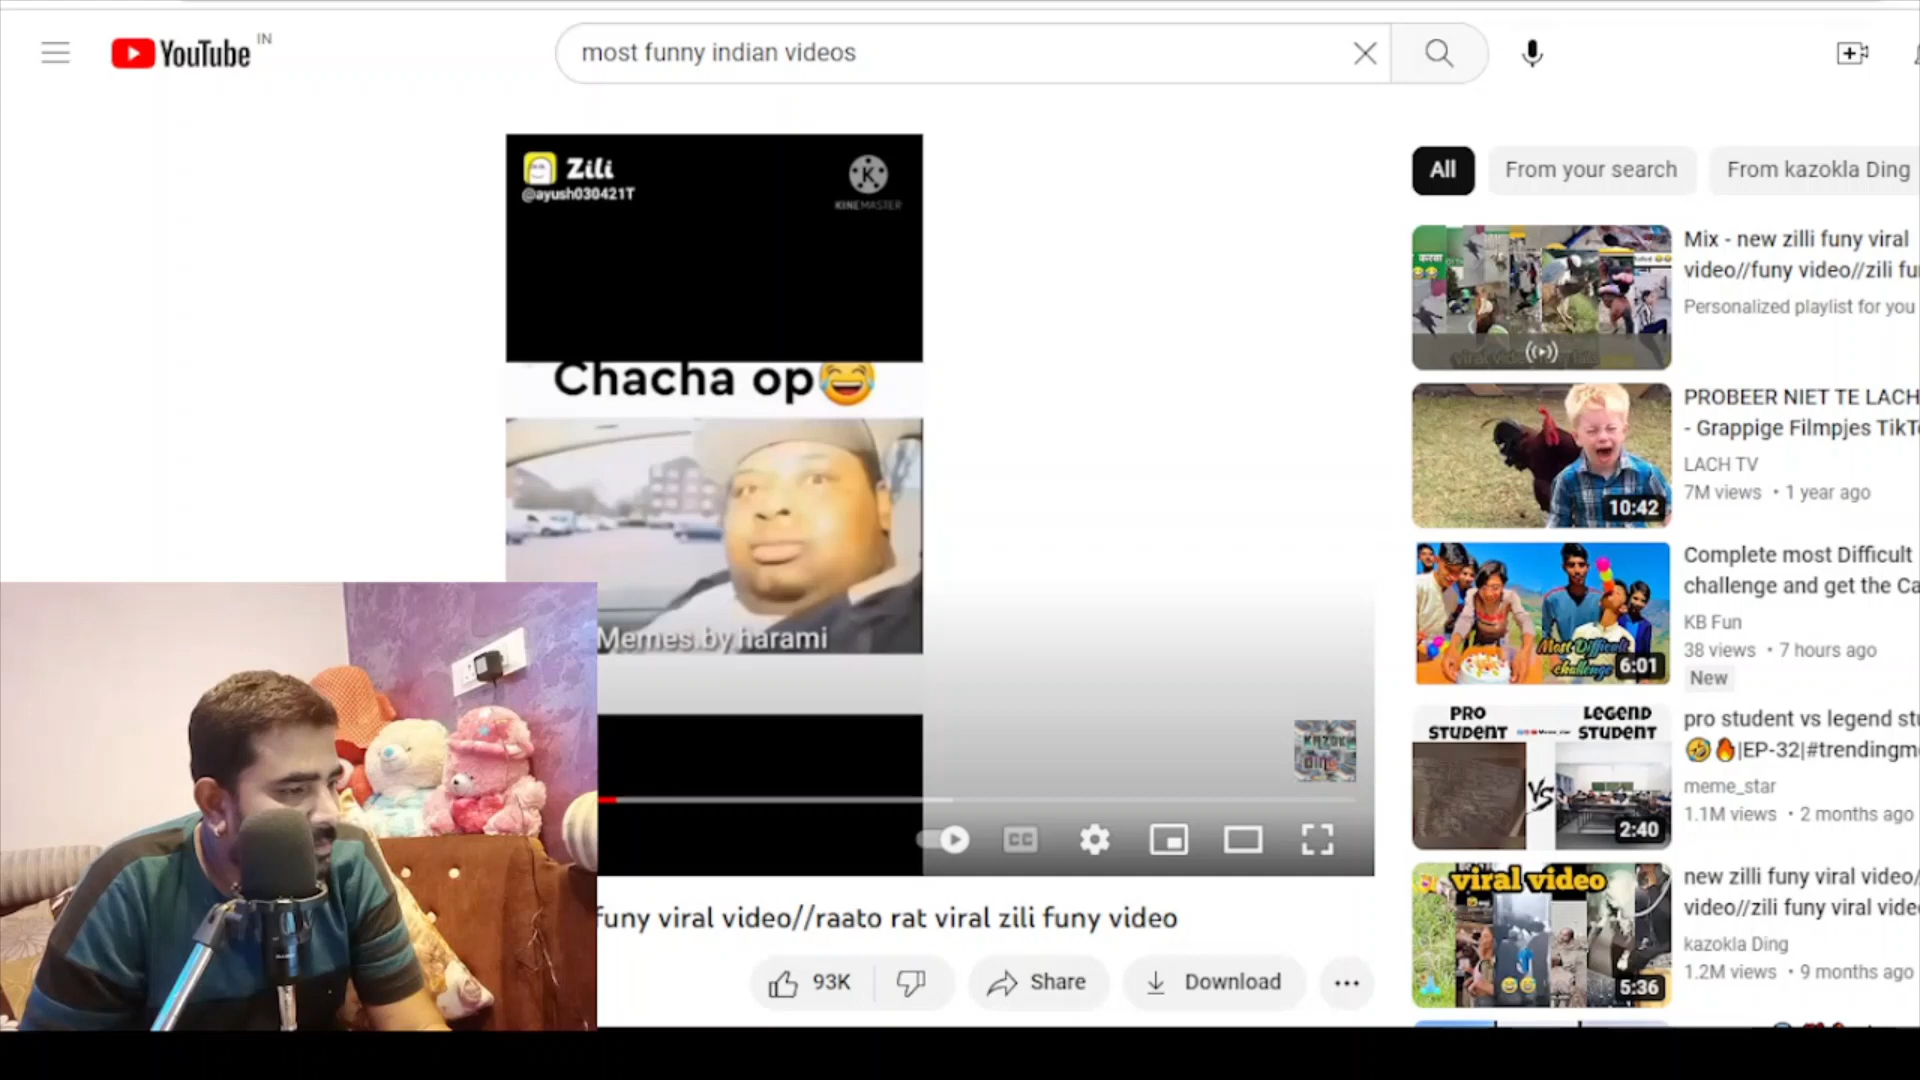 YouTube IN
most funny indian videos
Zili
@ayush030421T
KINEMASTER
Chacha op😂
Memes.by harami
CC
funy viral video//raato rat viral zili funy video
93K
Share
Download
All
From your search
From kazokla Ding
Mix - new zilli funy viral
video//funy video//zili fu
Personalized playlist for you
PROBEER NIET TE LACH
- Grappige Filmpjes TikT
LACH TV
7M views • 1 year ago
10:42
Complete most Difficult
challenge and get the Ca
KB Fun
38 views • 7 hours ago
New
Most Difficult
challenge
6:01
PRO
STUDENT
VS
LEGEND
STUDENT
2:40
pro student vs legend stu
🤣🔥|EP-32|#trendingm
meme_star
1.1M views • 2 months ago
viral video
5:36
new zilli funy viral video/
video//zili funy viral vide
kazokla Ding
1.2M views • 9 months ago